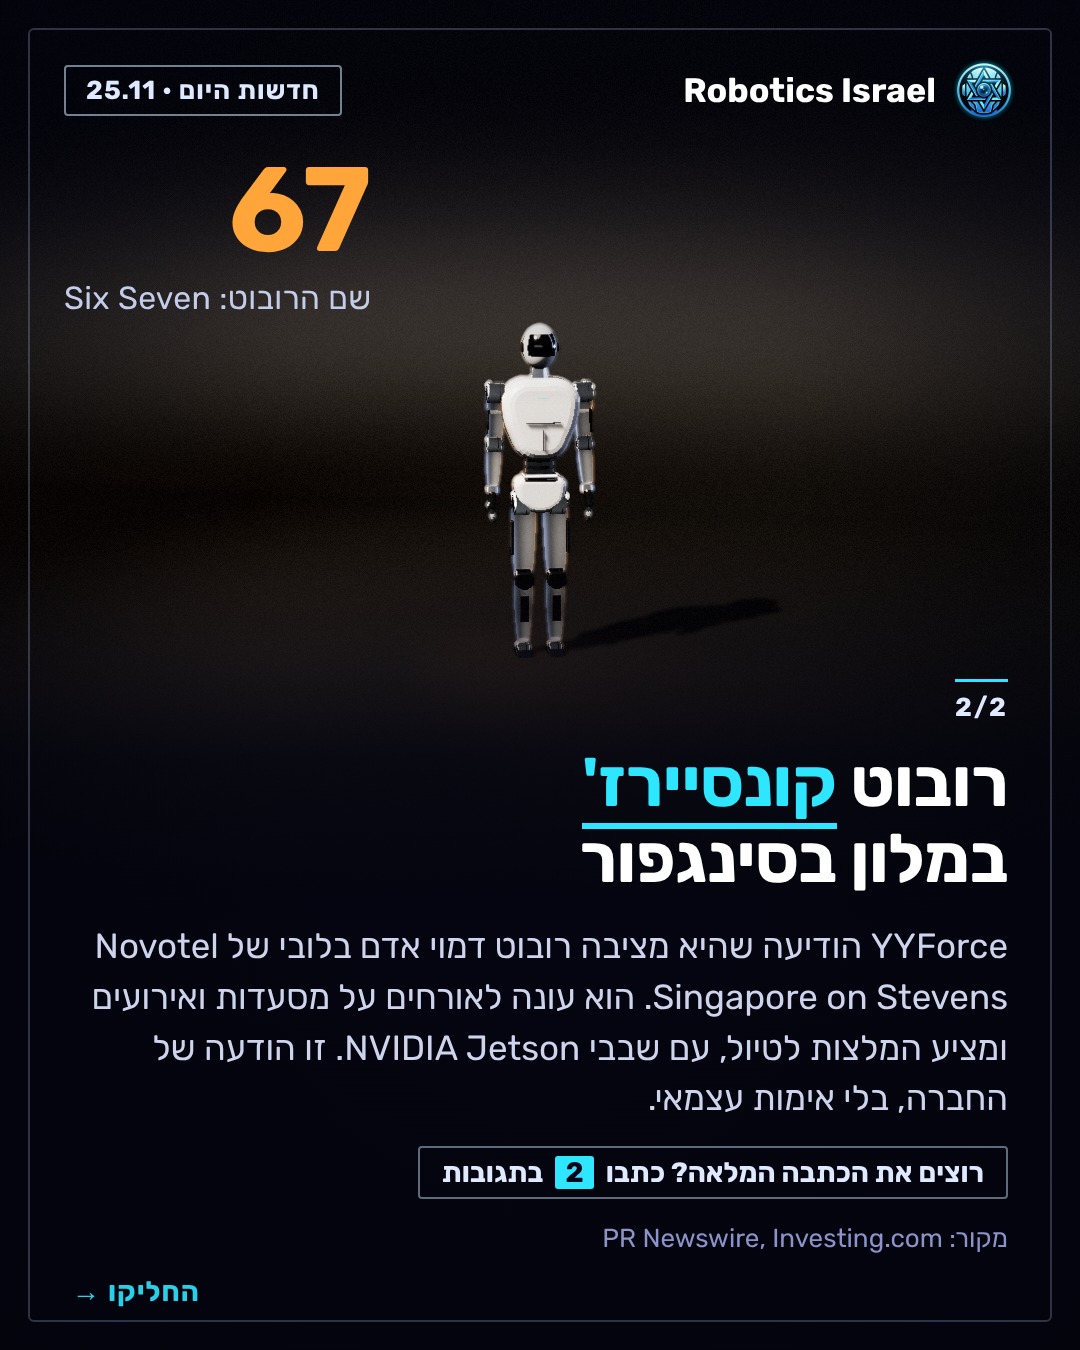 Robotics Israel
חדשות היום • 25.11
67
שם הרובוט: Six Seven
2/2
רובוט קונסיירז'
במלון בסינגפור
YYForce הודיעה שהיא מציבה רובוט דמוי אדם בלובי של Novotel
Singapore on Stevens. הוא עונה לאורחים על מסעדות ואירועים
ומציע המלצות לטיול, עם שבבי NVIDIA Jetson. זו הודעה של
החברה, בלי אימות עצמאי.
רוצים את הכתבה המלאה? כתבו 2 בתגובות
מקור: PR Newswire, Investing.com
החליקו →